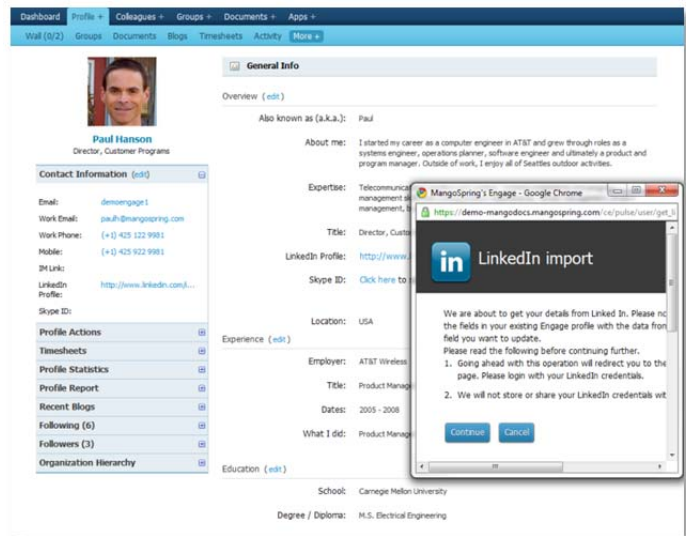 Dashboard Profile + Colleagues + Groups + Documents + Apps +
Wall (0/2) Groups Documents Blogs Timesheets Activity More +
Paul Hanson
Director, Customer Programs
Contact Information (edit)
Email: demoengage1
Work Email: paulh@mangospring.com
Work Phone: (+1) 425 122 9981
Mobile: (+1) 425 922 9981
IM Link:
LinkedIn Profile: http://www.linkedin.com/l...
Skype ID:
Profile Actions
Timesheets
Profile Statistics
Profile Report
Recent Blogs
Following (6)
Followers (3)
Organization Hierarchy
General Info
Overview (edit)
Also known as (a.k.a.): Paul
About me: I started my career as a computer engineer in AT&T and grew through roles as a
systems engineer, operations planner, software engineer and ultimately a product and
program manager. Outside of work, I enjoy all of Seattles outdoor activities.
Expertise: Telecommunicat
management sk
management, b
Title: Director, Custo
LinkedIn Profile: http://www.l
Skype ID: Click here to
Location: USA
Experience (edit)
Employer: AT&T Wireless
Title: Product Manage
Dates: 2005 - 2008
What I did: Product Manage
Education (edit)
School: Carnegie Mellon University
Degree / Diploma: M.S. Electrical Engineering
MangoSpring's Engage - Google Chrome
https://demo-mangodocs.mangospring.com/ce/pulse/user/get_li
in LinkedIn import
We are about to get your details from Linked In. Please no
the fields in your existing Engage profile with the data from
field you want to update.
Please read the following before continuing further.
1. Going ahead with this operation will redirect you to the
page. Please login with your LinkedIn credentials.
2. We will not store or share your LinkedIn credentials wit
Continue Cancel